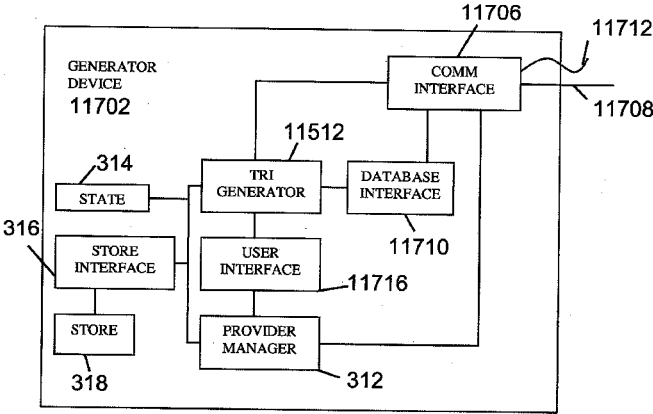 11706
11712
GENERATOR
DEVICE
11702
COMM
INTERFACE
11708
11512
314
TRI
GENERATOR
DATABASE
INTERFACE
STATE
316
STORE
INTERFACE
USER
INTERFACE
11710
11716
STORE
PROVIDER
MANAGER
318
312